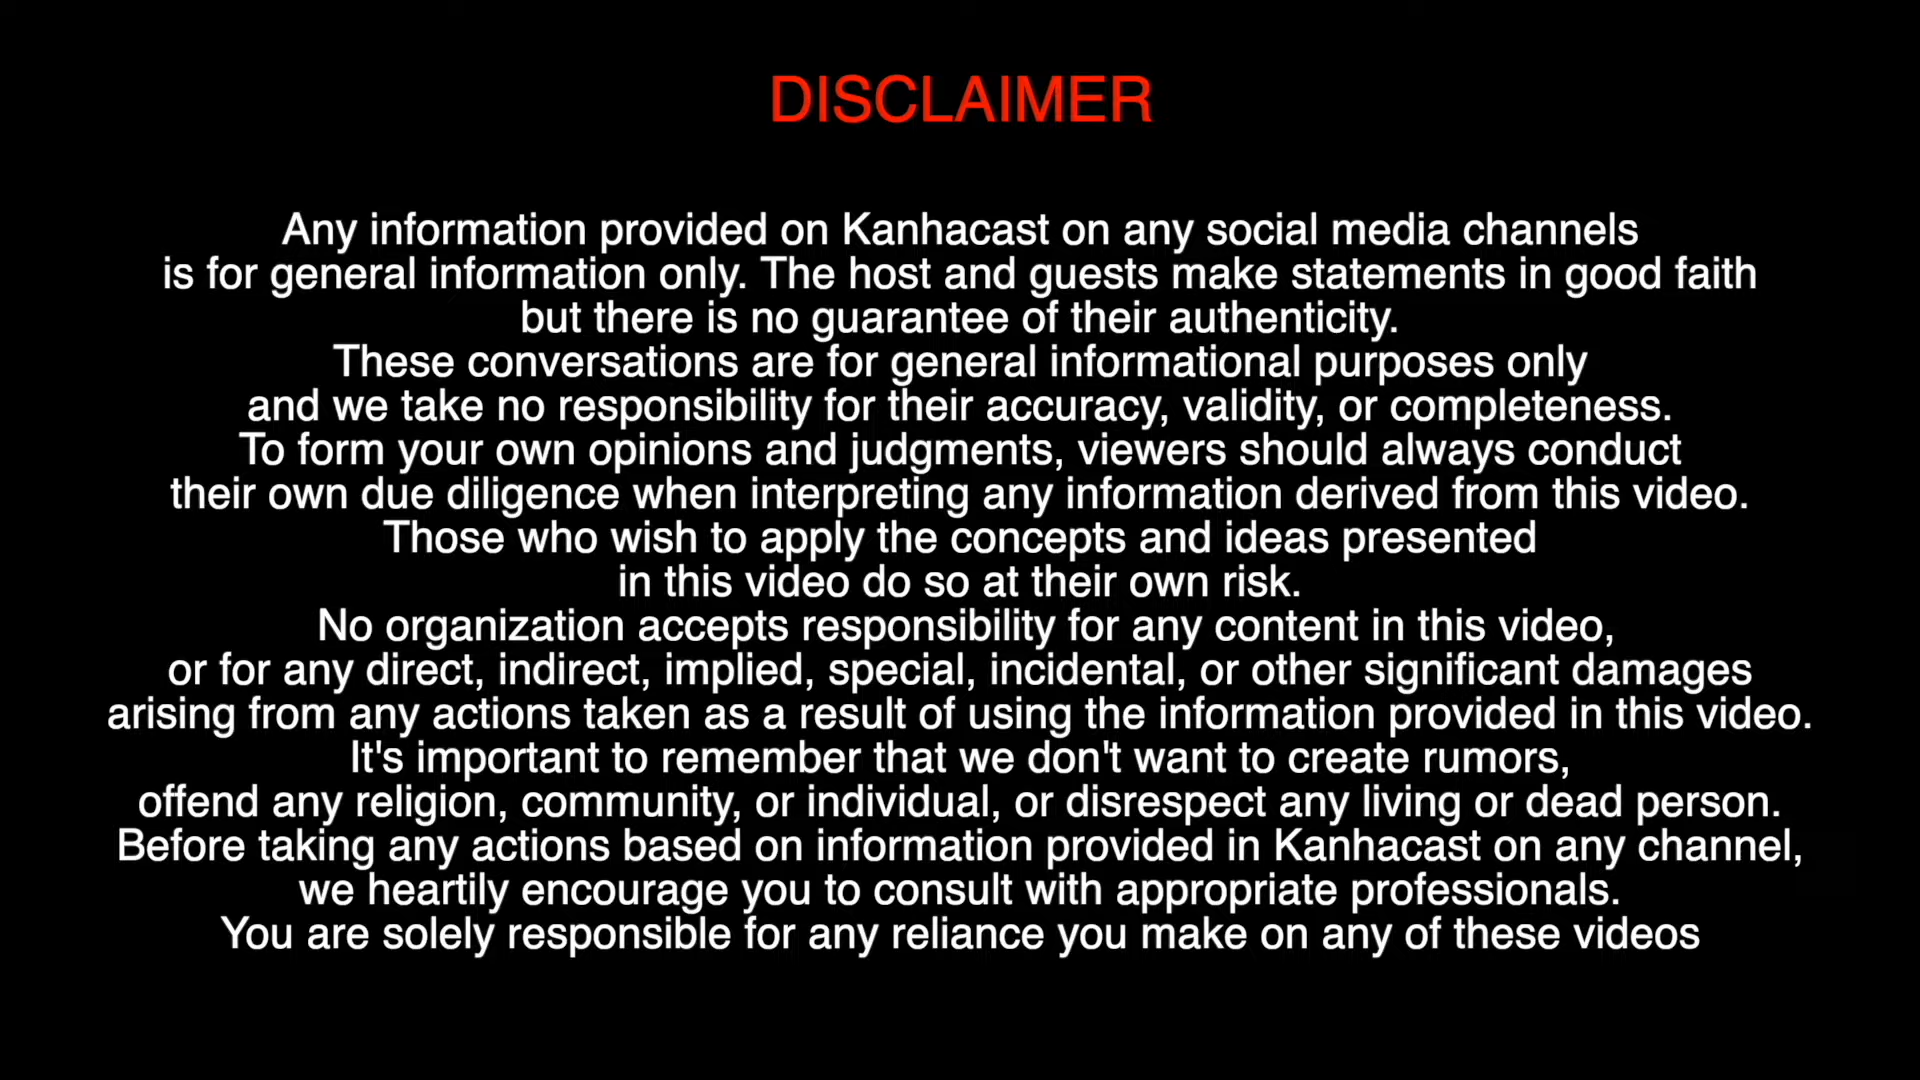 DISCLAIMER
Any information provided on Kanhacast on any social media channels
is for general information only. The host and guests make statements in good faith
but there is no guarantee of their authenticity.
These conversations are for general informational purposes only
and we take no responsibility for their accuracy, validity, or completeness.
To form your own opinions and judgments, viewers should always conduct
their own due diligence when interpreting any information derived from this video.
Those who wish to apply the concepts and ideas presented
in this video do so at their own risk.
No organization accepts responsibility for any content in this video,
or for any direct, indirect, implied, special, incidental, or other significant damages
arising from any actions taken as a result of using the information provided in this video.
It's important to remember that we don't want to create rumors,
offend any religion, community, or individual, or disrespect any living or dead person.
Before taking any actions based on information provided in Kanhacast on any channel,
we heartily encourage you to consult with appropriate professionals.
You are solely responsible for any reliance you make on any of these videos